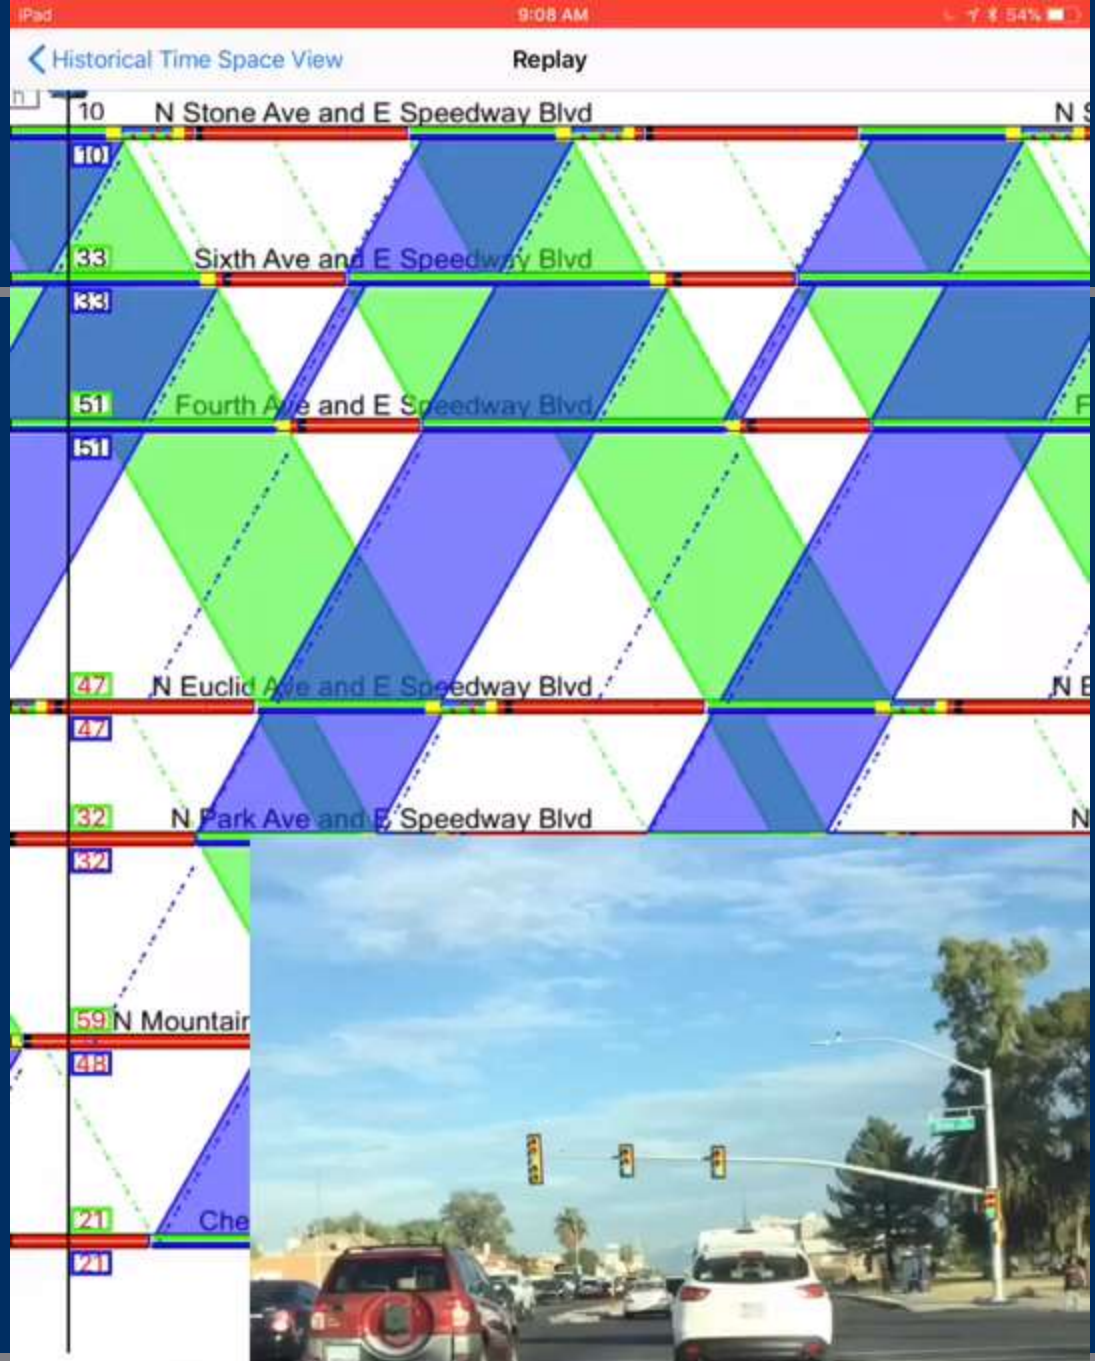 iPad
9:08 AM
54%
Historical Time Space View
Replay
10
N Stone Ave and E Speedway Blvd
N S
10
33
Sixth Ave and E Speedway Blvd
33
51
Fourth Ave and E Speedway Blvd
F
51
47
N Euclid Ave and E Speedway Blvd
N E
47
32
N Park Ave and E Speedway Blvd
N
32
59
N Mountain
48
21
Che
21